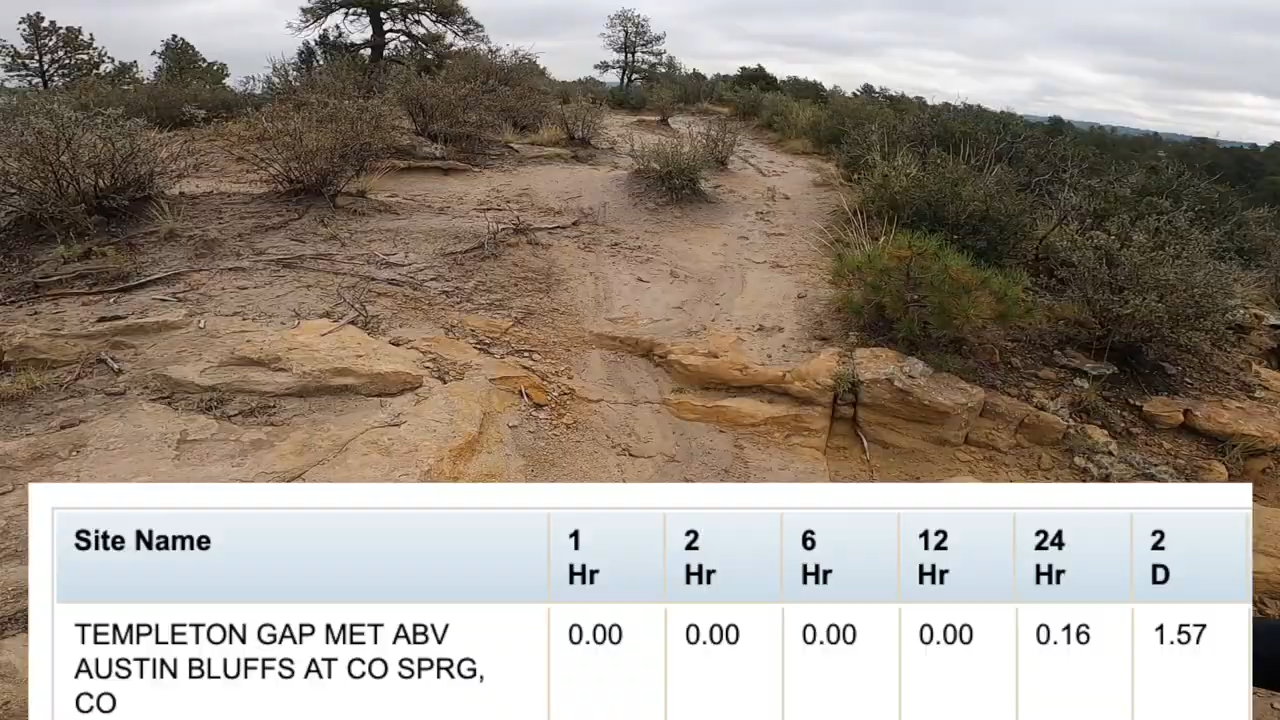 Site Name
1 Hr
2 Hr
6 Hr
12 Hr
24 Hr
2 D
TEMPLETON GAP MET ABV
AUSTIN BLUFFS AT CO SPRG,
CO
0.00
0.00
0.00
0.00
0.16
1.57